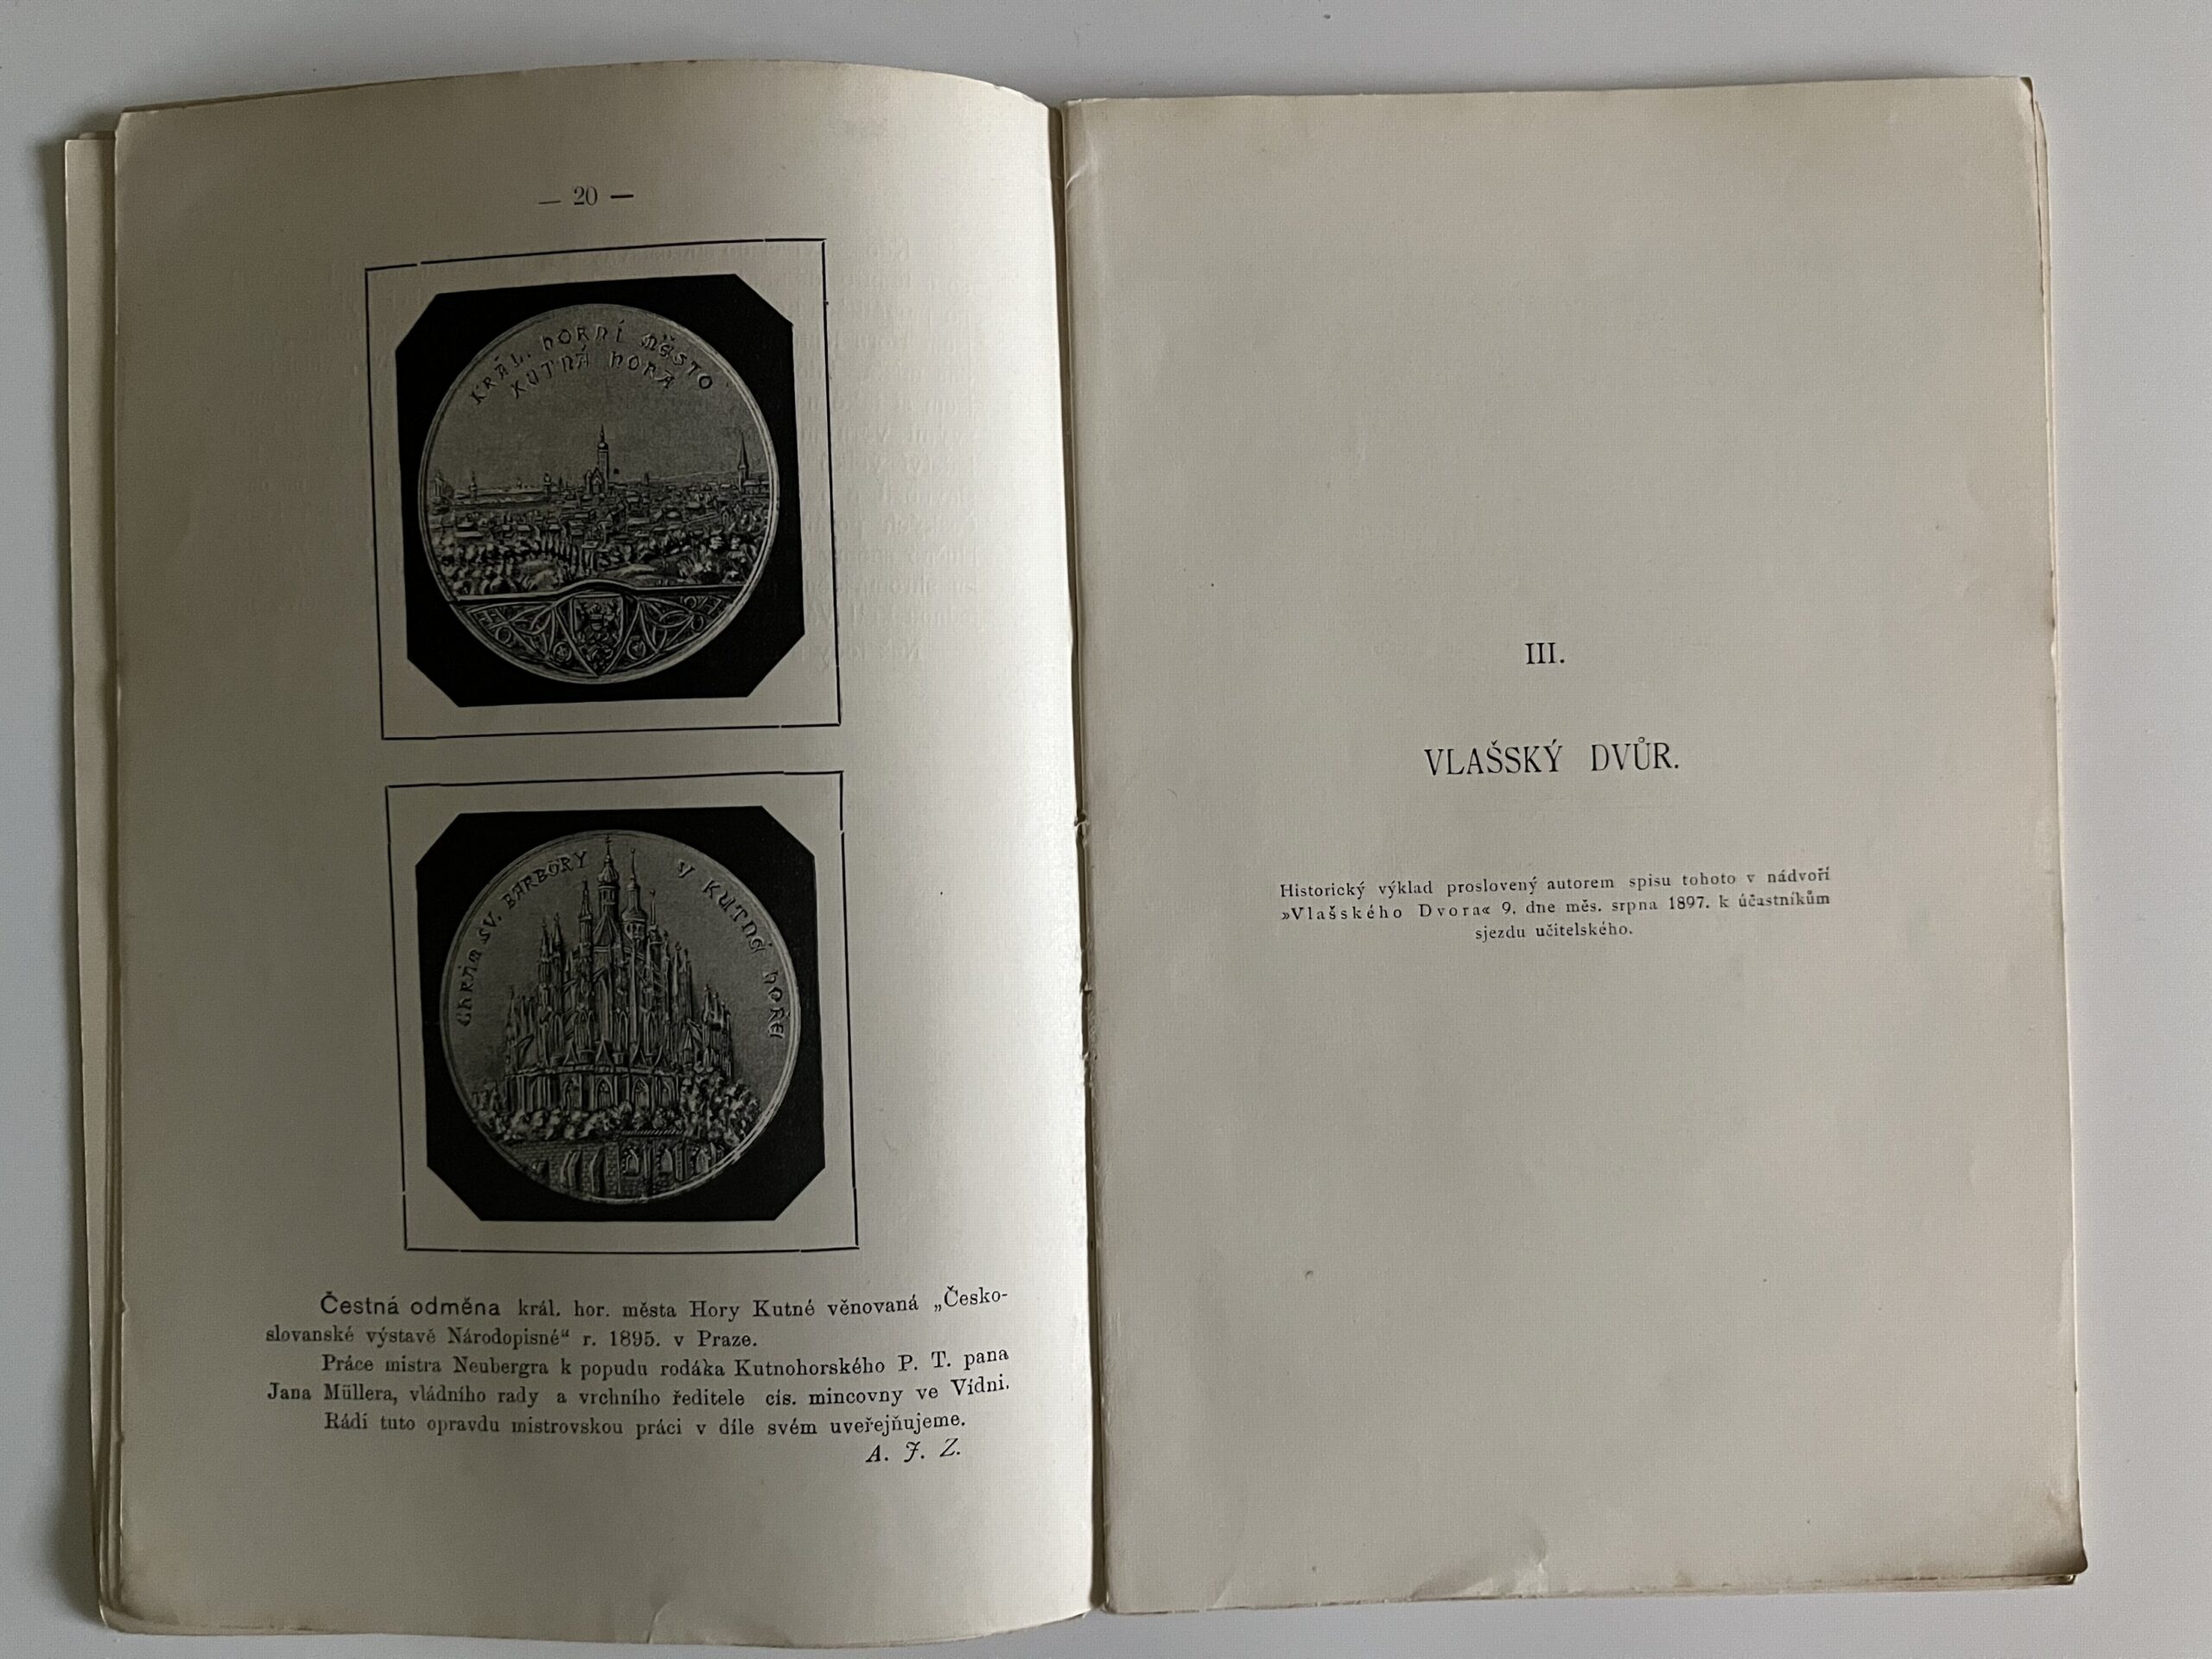 — 20 —
KRÁL. HORNÍ MĚSTO
KUTNÁ HORA
CHRÁM SV. BARBORY V KUTNÉ HOŘE
Čestná odměna král. hor. města Hory Kutné věnovaná „Česko-
slovanské výstavě Národopisné“ r. 1895. v Praze.
Práce mistra Neubergra k popudu rodáka Kutnohorského P. T. pana
Jana Müllera, vládního rady a vrchního ředitele cís. mincovny ve Vídni.
Rádi tuto opravdu mistrovskou práci v díle svém uveřejňujeme.
A. J. Z.
III.
VLAŠSKÝ DVŮR.
Historický výklad proslovený autorem spisu tohoto v nádvoří
»Vlašského Dvora« 9. dne měs. srpna 1897. k účastníkům
sjezdu učitelského.